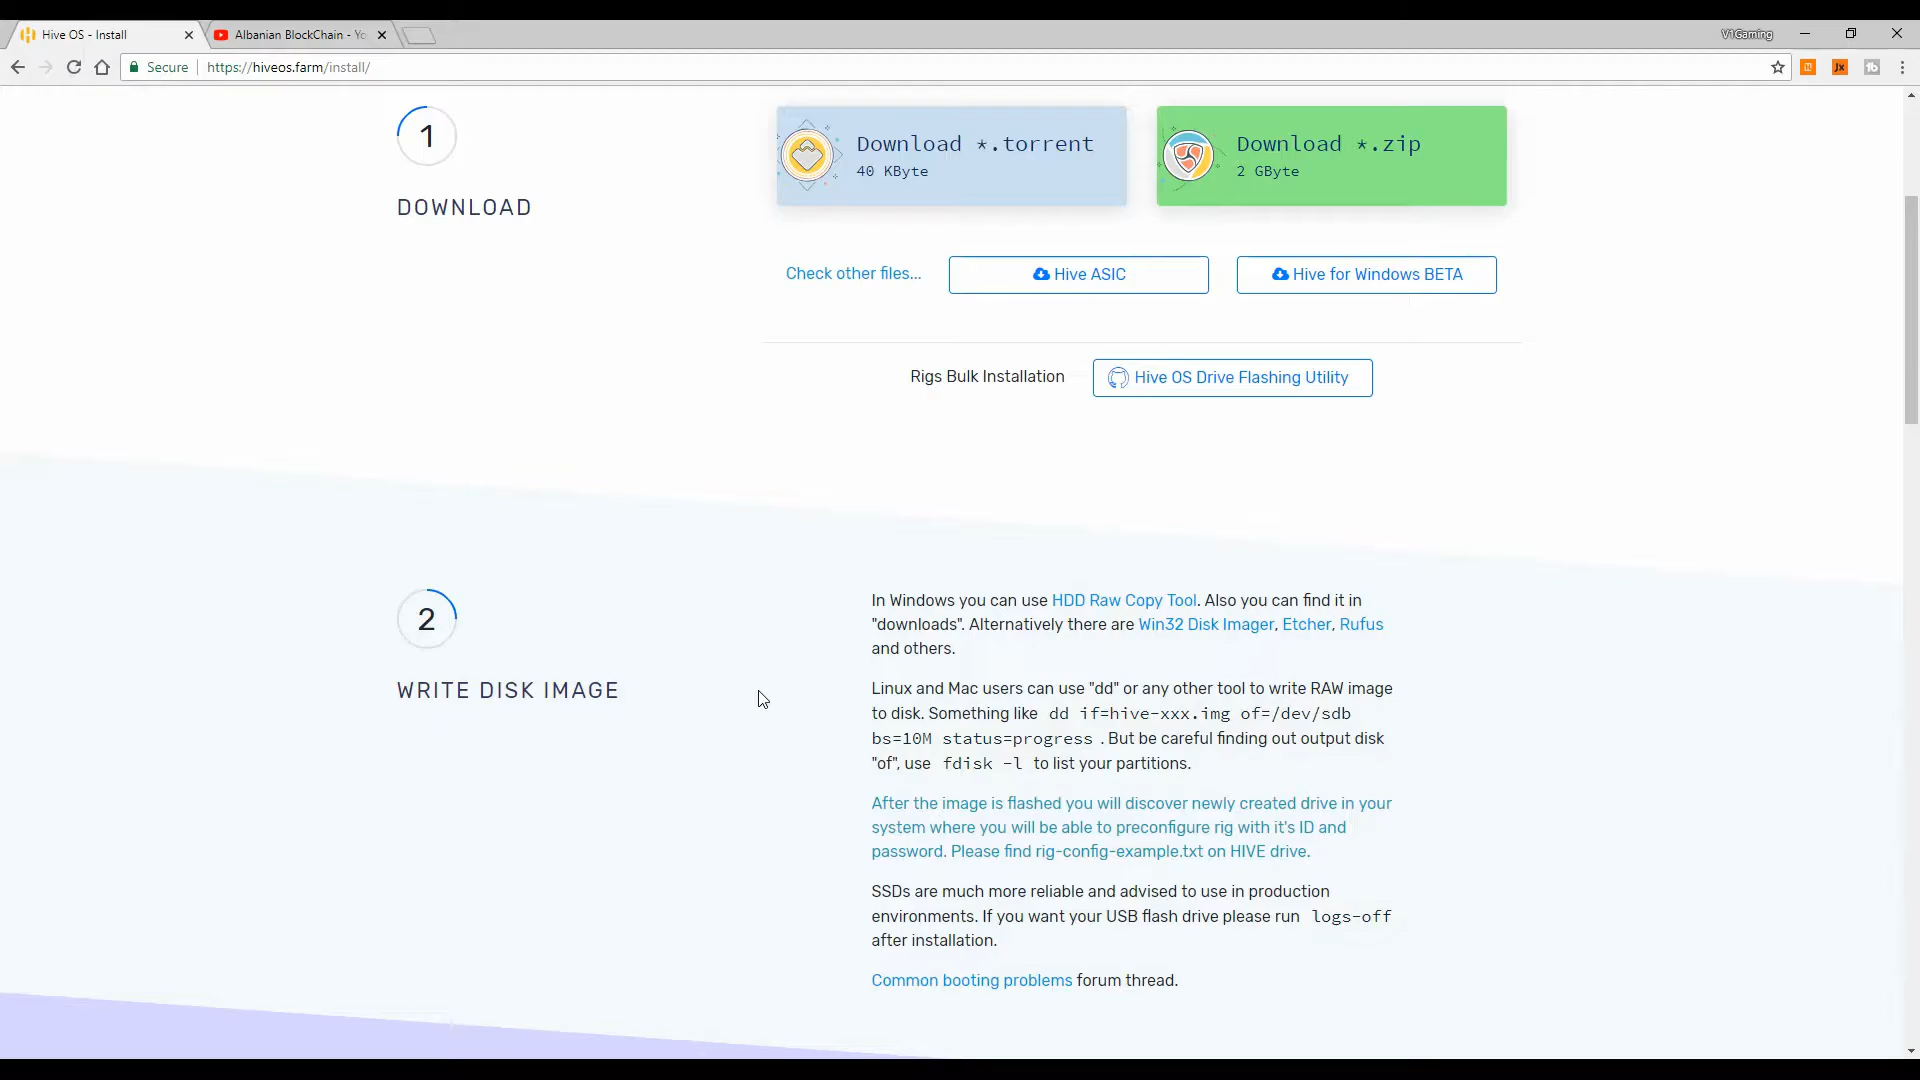 Hive OS - Install
Albanian BlockChain - Yo
V1Gaming
Secure
https://hiveos.farm/install/
1
DOWNLOAD
Download *.torrent
40 KByte
Download *.zip
2 GByte
Check other files...
Hive ASIC
Hive for Windows BETA
Rigs Bulk Installation
Hive OS Drive Flashing Utility
2
WRITE DISK IMAGE
In Windows you can use HDD Raw Copy Tool. Also you can find it in
"downloads". Alternatively there are Win32 Disk Imager, Etcher, Rufus
and others.
Linux and Mac users can use "dd" or any other tool to write RAW image
to disk. Something like dd if=hive-xxx.img of=/dev/sdb
bs=10M status=progress . But be careful finding out output disk
"of", use fdisk -l to list your partitions.
After the image is flashed you will discover newly created drive in your
system where you will be able to preconfigure rig with it's ID and
password. Please find rig-config-example.txt on HIVE drive.
SSDs are much more reliable and advised to use in production
environments. If you want your USB flash drive please run logs-off
after installation.
Common booting problems forum thread.